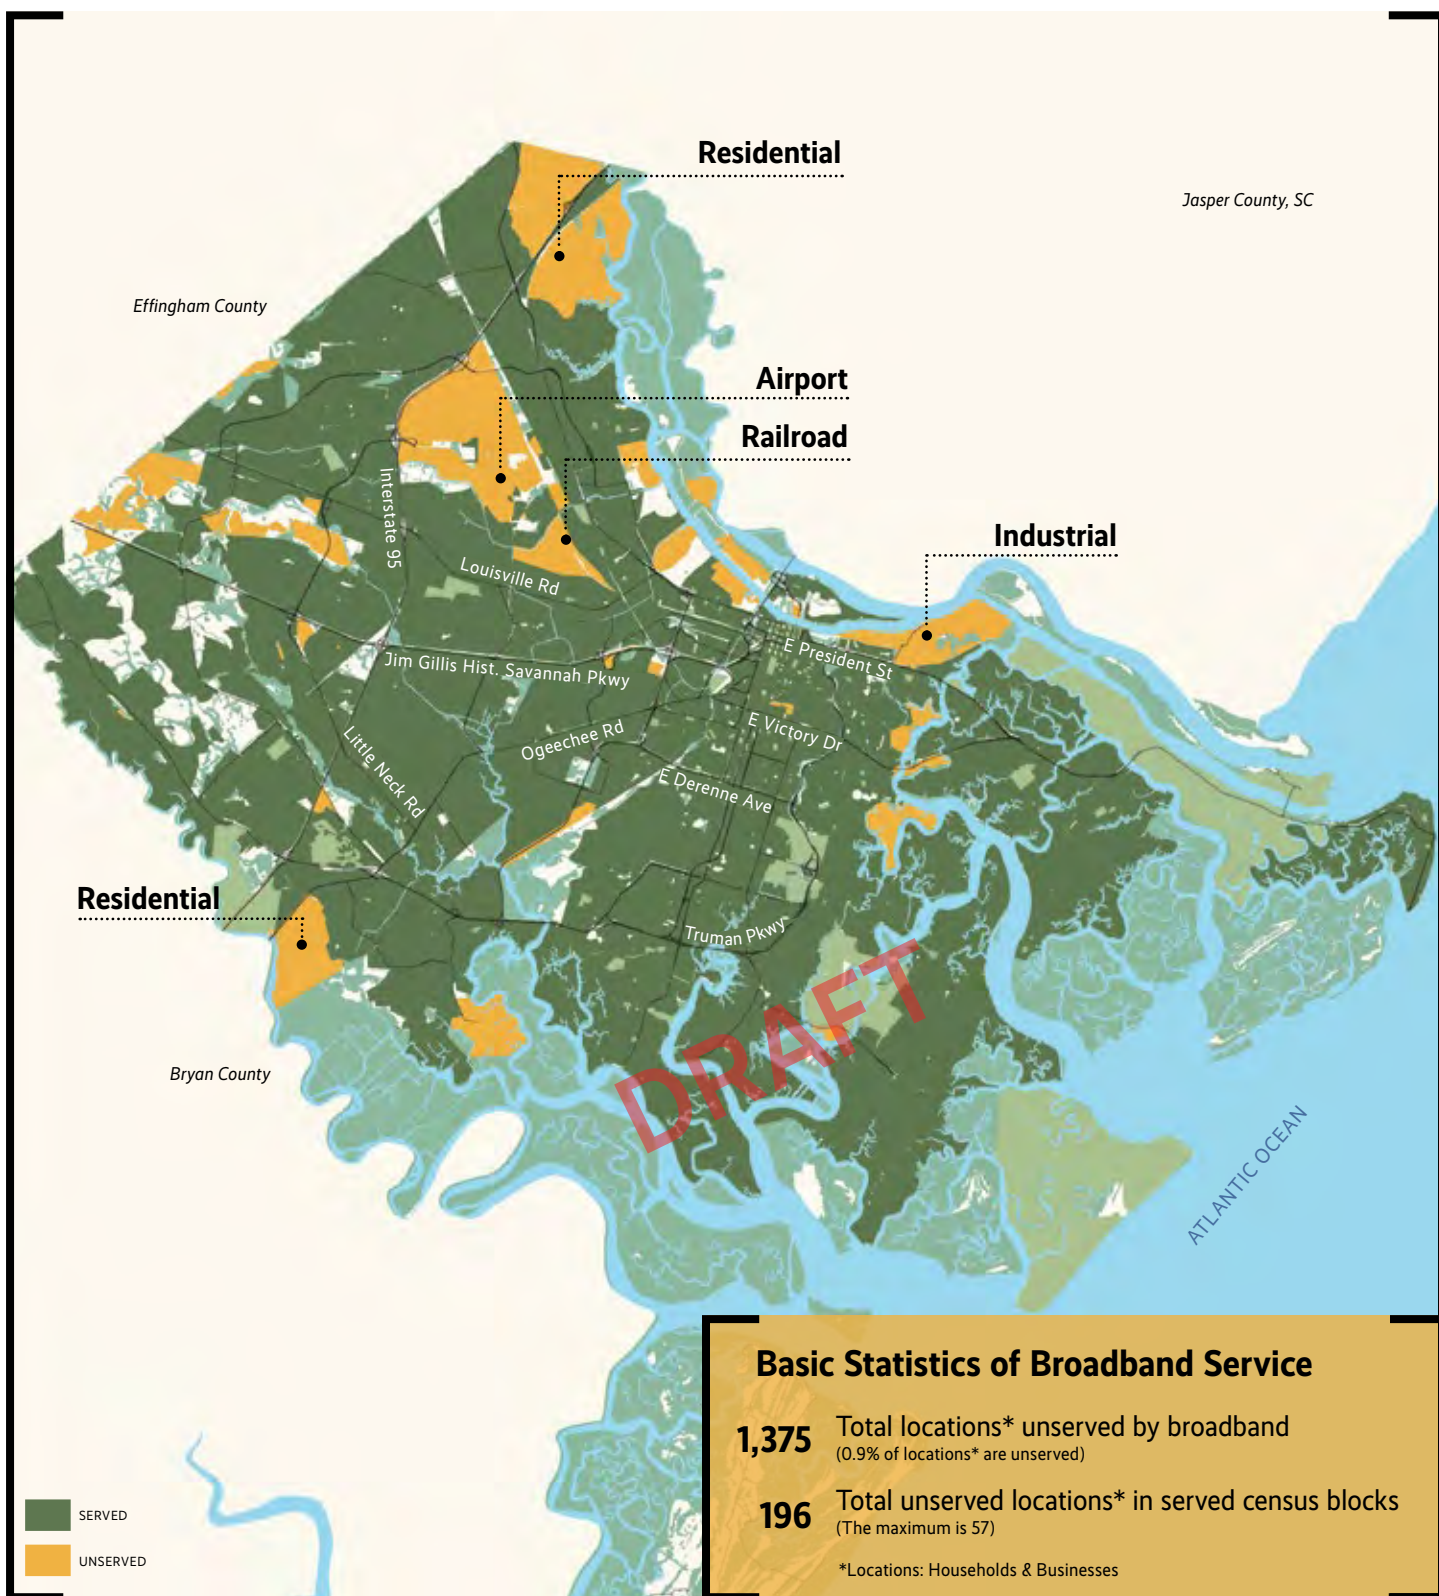 Residential
Jasper County, SC
Effingham County
Airport
Railroad
Interstate 95
Industrial
Louisville Rd
E President St
Jim Gillis Hist. Savannah Pkwy
E Victory Dr
Ogeechee Rd
Little Neck Rd
E Derenne Ave
Residential
Truman Pkwy
DRAFT
Bryan County
ATLANTIC OCEAN
Basic Statistics of Broadband Service
1,375 Total locations* unserved by broadband
(0.9% of locations* are unserved)
196 Total unserved locations* in served census blocks
(The maximum is 57)
*Locations: Households & Businesses
SERVED
UNSERVED